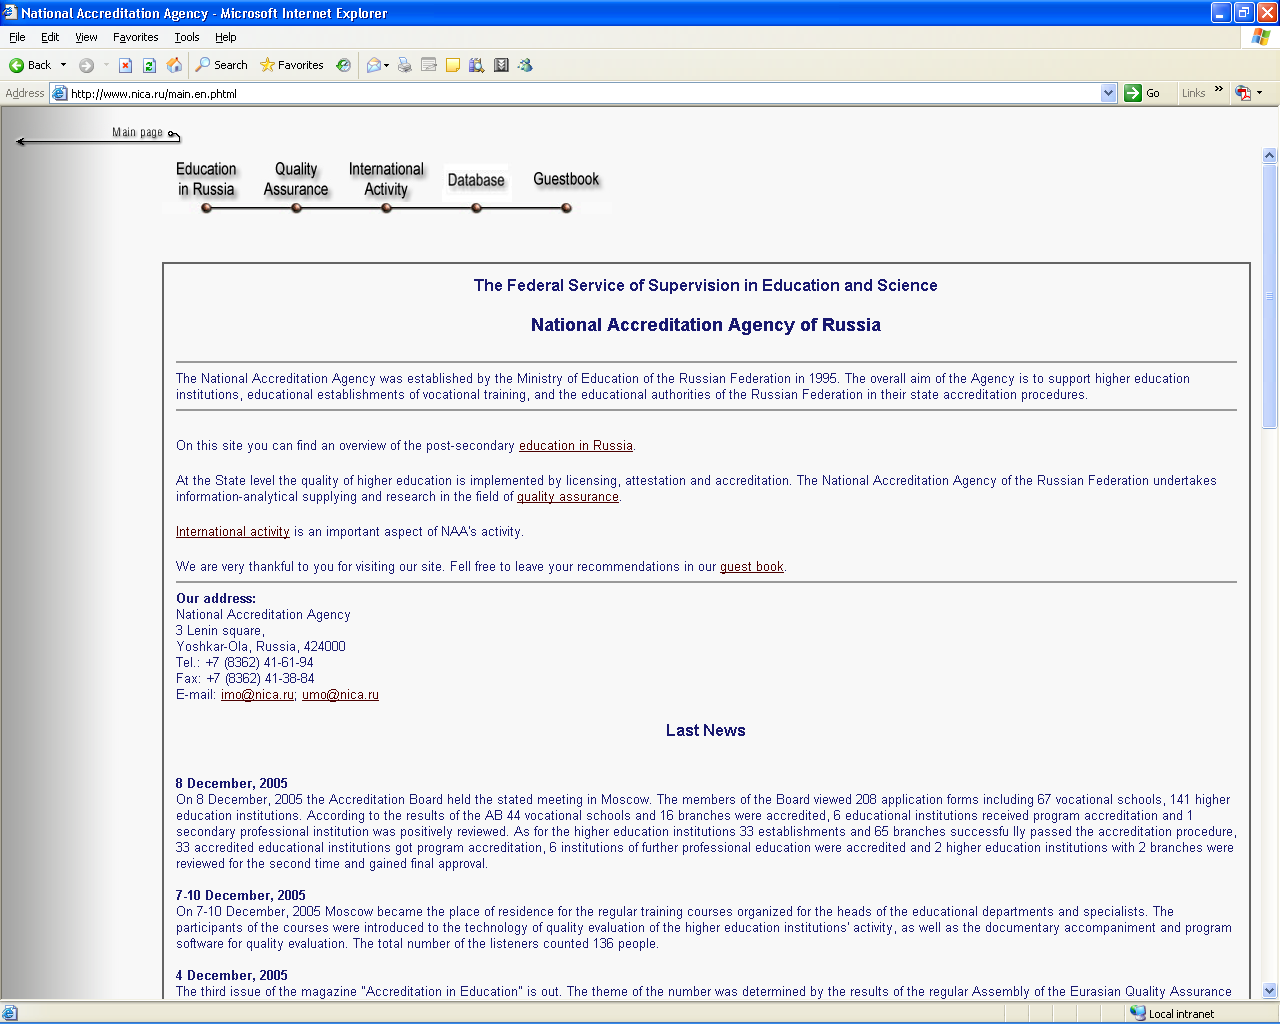 National Accreditation Agency - Microsoft Internet Explorer
File Edit View Favorites Tools Help
Back Search Favorites
Address http://www.nica.ru/main.en.phtml Go Links »
Main page
Education in Russia
Quality Assurance
International Activity
Database
Guestbook
The Federal Service of Supervision in Education and Science
National Accreditation Agency of Russia
The National Accreditation Agency was established by the Ministry of Education of the Russian Federation in 1995. The overall aim of the Agency is to support higher education
institutions, educational establishments of vocational training, and the educational authorities of the Russian Federation in their state accreditation procedures.
On this site you can find an overview of the post-secondary education in Russia.
At the State level the quality of higher education is implemented by licensing, attestation and accreditation. The National Accreditation Agency of the Russian Federation undertakes
information-analytical supplying and research in the field of quality assurance.
International activity is an important aspect of NAA's activity.
We are very thankful to you for visiting our site. Fell free to leave your recommendations in our guest book.
Our address:
National Accreditation Agency
3 Lenin square,
Yoshkar-Ola, Russia, 424000
Tel.: +7 (8362) 41-61-94
Fax: +7 (8362) 41-38-84
E-mail: imo@nica.ru; umo@nica.ru
Last News
8 December, 2005
On 8 December, 2005 the Accreditation Board held the stated meeting in Moscow. The members of the Board viewed 208 application forms including 67 vocational schools, 141 higher
education institutions. According to the results of the AB 44 vocational schools and 16 branches were accredited, 6 educational institutions received program accreditation and 1
secondary professional institution was positively reviewed. As for the higher education institutions 33 establishments and 65 branches successfu lly passed the accreditation procedure,
33 accredited educational institutions got program accreditation, 6 institutions of further professional education were accredited and 2 higher education institutions with 2 branches were
reviewed for the second time and gained final approval.
7-10 December, 2005
On 7-10 December, 2005 Moscow became the place of residence for the regular training courses organized for the heads of the educational departments and specialists. The
participants of the courses were introduced to the technology of quality evaluation of the higher education institutions' activity, as well as the documentary accompaniment and program
software for quality evaluation. The total number of the listeners counted 136 people.
4 December, 2005
The third issue of the magazine "Accreditation in Education" is out. The theme of the number was determined by the results of the regular Assembly of the Eurasian Quality Assurance
Local intranet